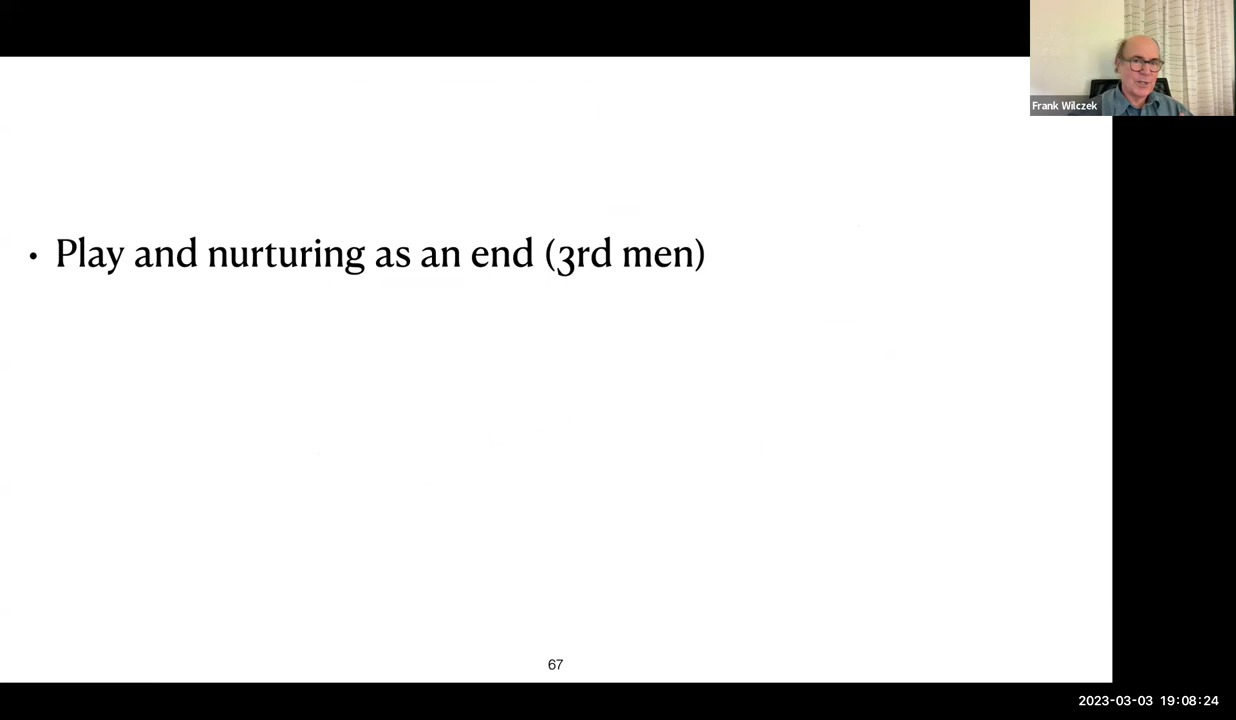 Frank Wilczek
• Play and nurturing as an end (3rd men)
67
2023-03-03 19:08:24